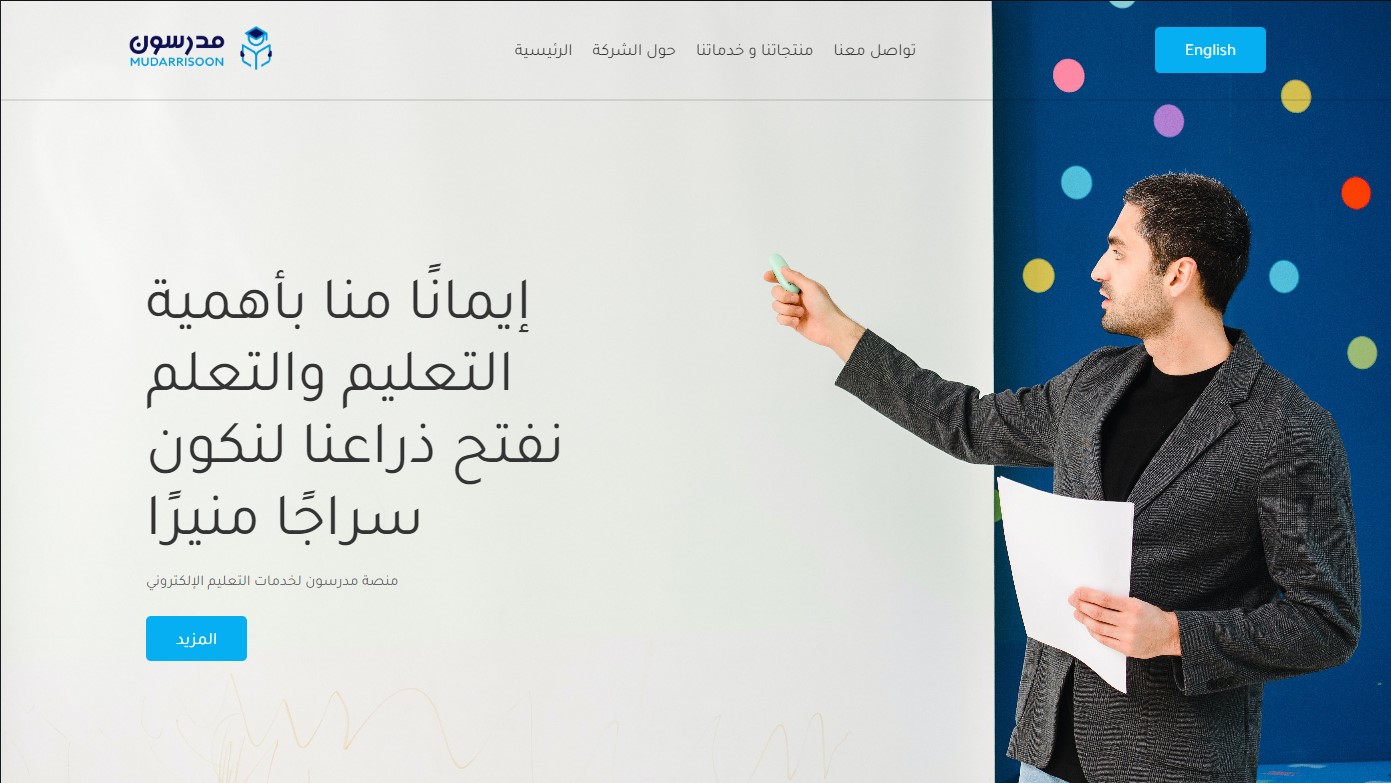 مدرسون
MUDARRISOON
الرئيسية
حول الشركة
منتجاتنا و خدماتنا
تواصل معنا
English
إيمانًا منا بأهمية
التعليم والتعلم
نفتح ذراعنا لنكون
سراجًا منيرًا
منصة مدرسون لخدمات التعليم الإلكتروني
المزيد